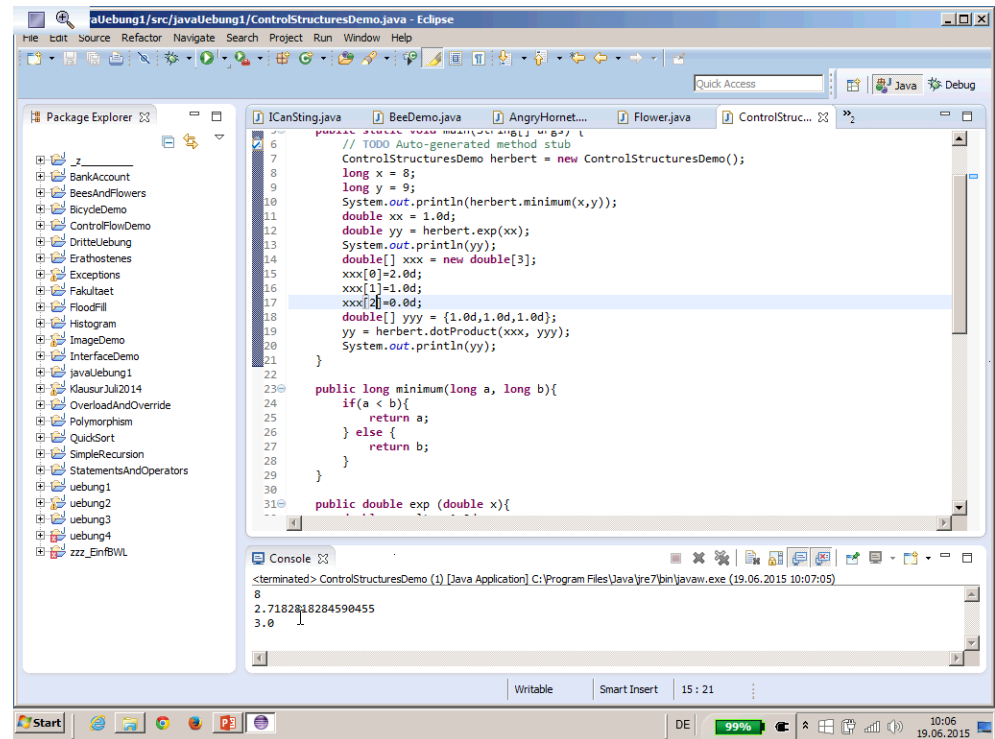 aUebung1/src/javaUebung1/ControlStructuresDemo.java - Eclipse
File Edit Source Refactor Navigate Search Project Run Window Help
Quick Access
Java
Debug
Package Explorer
_z_________
BankAccount
BeesAndFlowers
BicycleDemo
ControlFlowDemo
DritteUebung
Erathostenes
Exceptions
Fakultaet
FloodFill
Histogram
ImageDemo
InterfaceDemo
javaUebung1
KlausurJuli2014
OverloadAndOverride
Polymorphism
QuickSort
SimpleRecursion
StatementsAndOperators
uebung1
uebung2
uebung3
uebung4
zzz_EinfBWL
ICanSting.java BeeDemo.java AngryHornet.... Flower.java ControlStruc... »2
public static void main(String[] args) {
6 // TODO Auto-generated method stub
7 ControlStructuresDemo herbert = new ControlStructuresDemo();
8 long x = 8;
9 long y = 9;
10 System.out.println(herbert.minimum(x,y));
11 double xx = 1.0d;
12 double yy = herbert.exp(xx);
13 System.out.println(yy);
14 double[] xxx = new double[3];
15 xxx[0]=2.0d;
16 xxx[1]=1.0d;
17 xxx[2]=0.0d;
18 double[] yyy = {1.0d,1.0d,1.0d};
19 yy = herbert.dotProduct(xxx, yyy);
20 System.out.println(yy);
21 }
22
23 public long minimum(long a, long b){
24 if(a < b){
25 return a;
26 } else {
27 return b;
28 }
29 }
30
31 public double exp (double x){
Console
<terminated> ControlStructuresDemo (1) [Java Application] C:\Program Files\Java\jre7\bin\javaw.exe (19.06.2015 10:07:05)
8
2.7182818284590455
3.0
Writable Smart Insert 15 : 21
Start DE 99% 10:06
19.06.2015